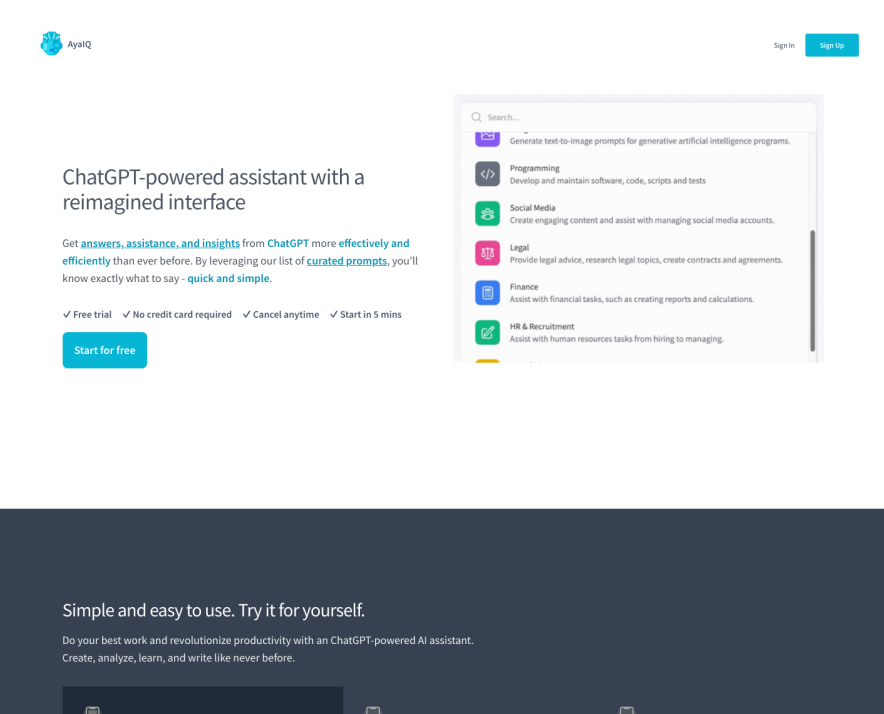 AyaIQ
Sign In
Sign Up
ChatGPT-powered assistant with a
reimagined interface
Get answers, assistance, and insights from ChatGPT more effectively and
efficiently than ever before. By leveraging our list of curated prompts, you'll
know exactly what to say - quick and simple.
✓ Free trial ✓ No credit card required ✓ Cancel anytime ✓ Start in 5 mins
Start for free
Search...
Generate text-to-image prompts for generative artificial intelligence programs.
Programming
Develop and maintain software, code, scripts and tests
Social Media
Create engaging content and assist with managing social media accounts.
Legal
Provide legal advice, research legal topics, create contracts and agreements.
Finance
Assist with financial tasks, such as creating reports and calculations.
HR & Recruitment
Assist with human resources tasks from hiring to managing.
Simple and easy to use. Try it for yourself.
Do your best work and revolutionize productivity with an ChatGPT-powered AI assistant.
Create, analyze, learn, and write like never before.